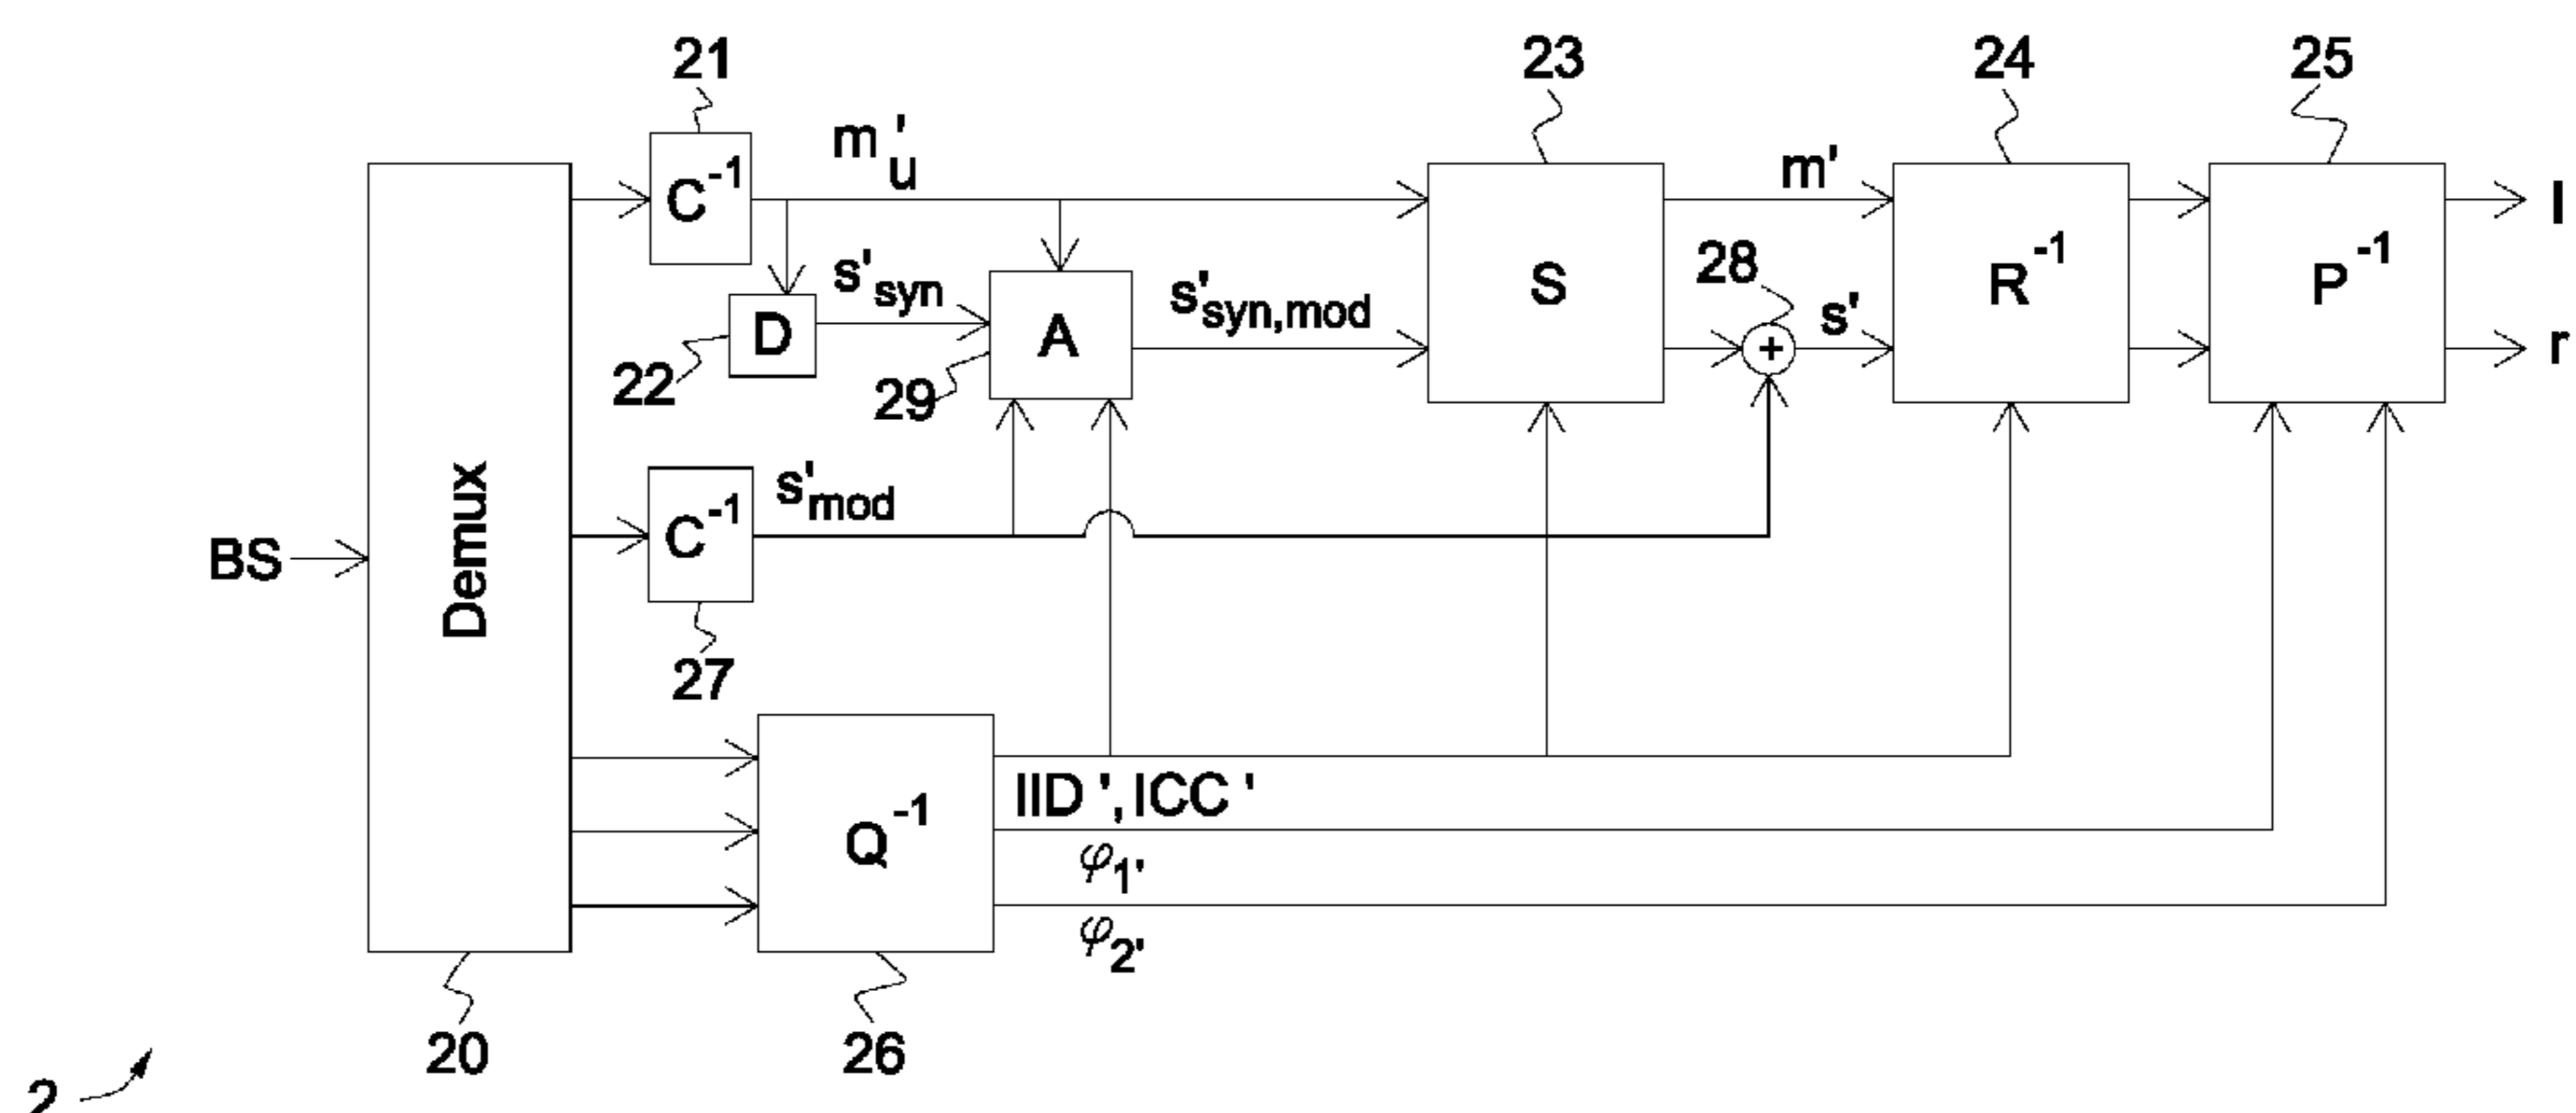 21
23
24
25
C⁻¹
m'ᵤ
S
m'
R⁻¹
P⁻¹
l
s'syn
28
s'syn,mod
s'
r
D
A
22
29
Demux
s'mod
C⁻¹
BS
27
IID ', ICC '
Q⁻¹
φ1'
φ2'
20
26
2